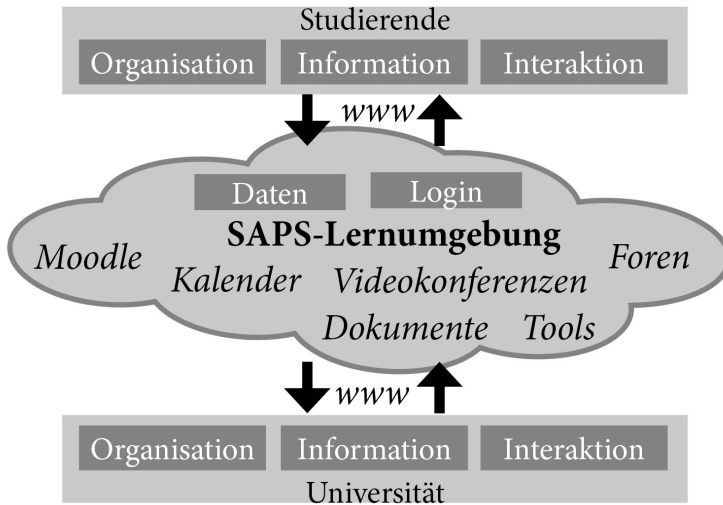 Studierende
Organisation Information Interaktion
www
Daten Login
SAPS-Lernumgebung
Moodle Foren
Kalender Videokonferenzen
Dokumente Tools
www
Organisation Information Interaktion
Universität